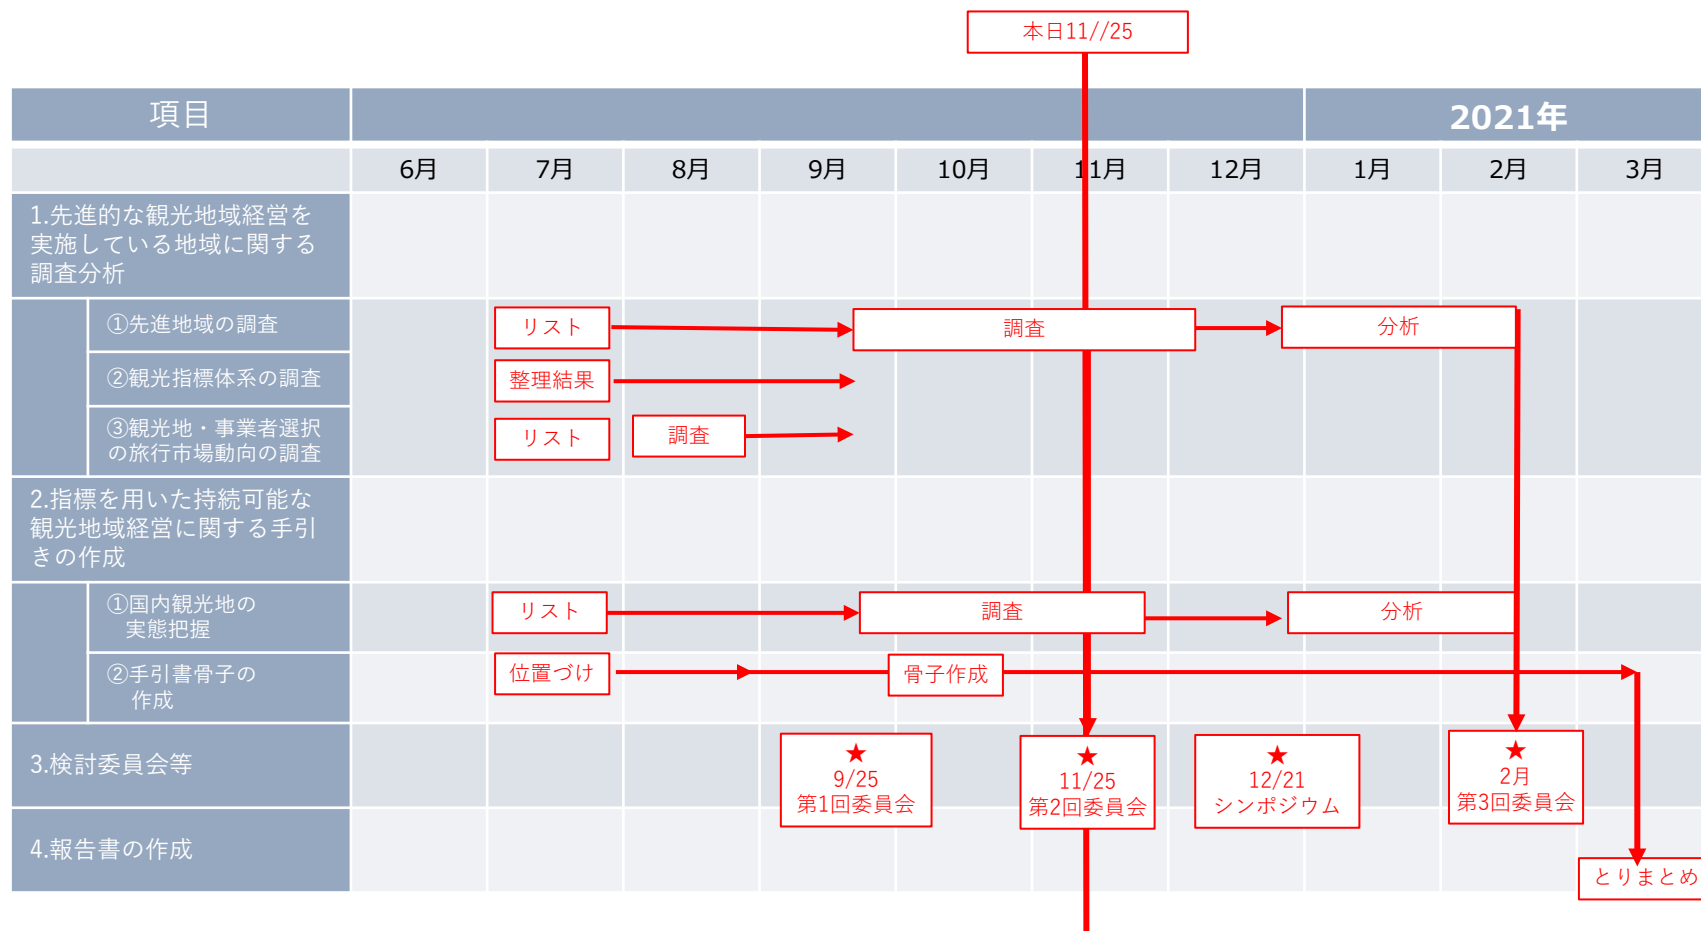 本日11//25
項目
2021年
6月 7月 8月 9月 10月 11月 12月 1月 2月 3月
1.先進的な観光地域経営を
実施している地域に関する
調査分析
①先進地域の調査
リスト
調査
分析
②観光指標体系の調査
整理結果
③観光地・事業者選択
の旅行市場動向の調査
リスト
調査
2.指標を用いた持続可能な
観光地域経営に関する手引
きの作成
①国内観光地の
実態把握
リスト
調査
分析
②手引書骨子の
作成
位置づけ
骨子作成
3.検討委員会等
★
9/25
第1回委員会
★
11/25
第2回委員会
★
12/21
シンポジウム
★
2月
第3回委員会
4.報告書の作成
とりまとめ